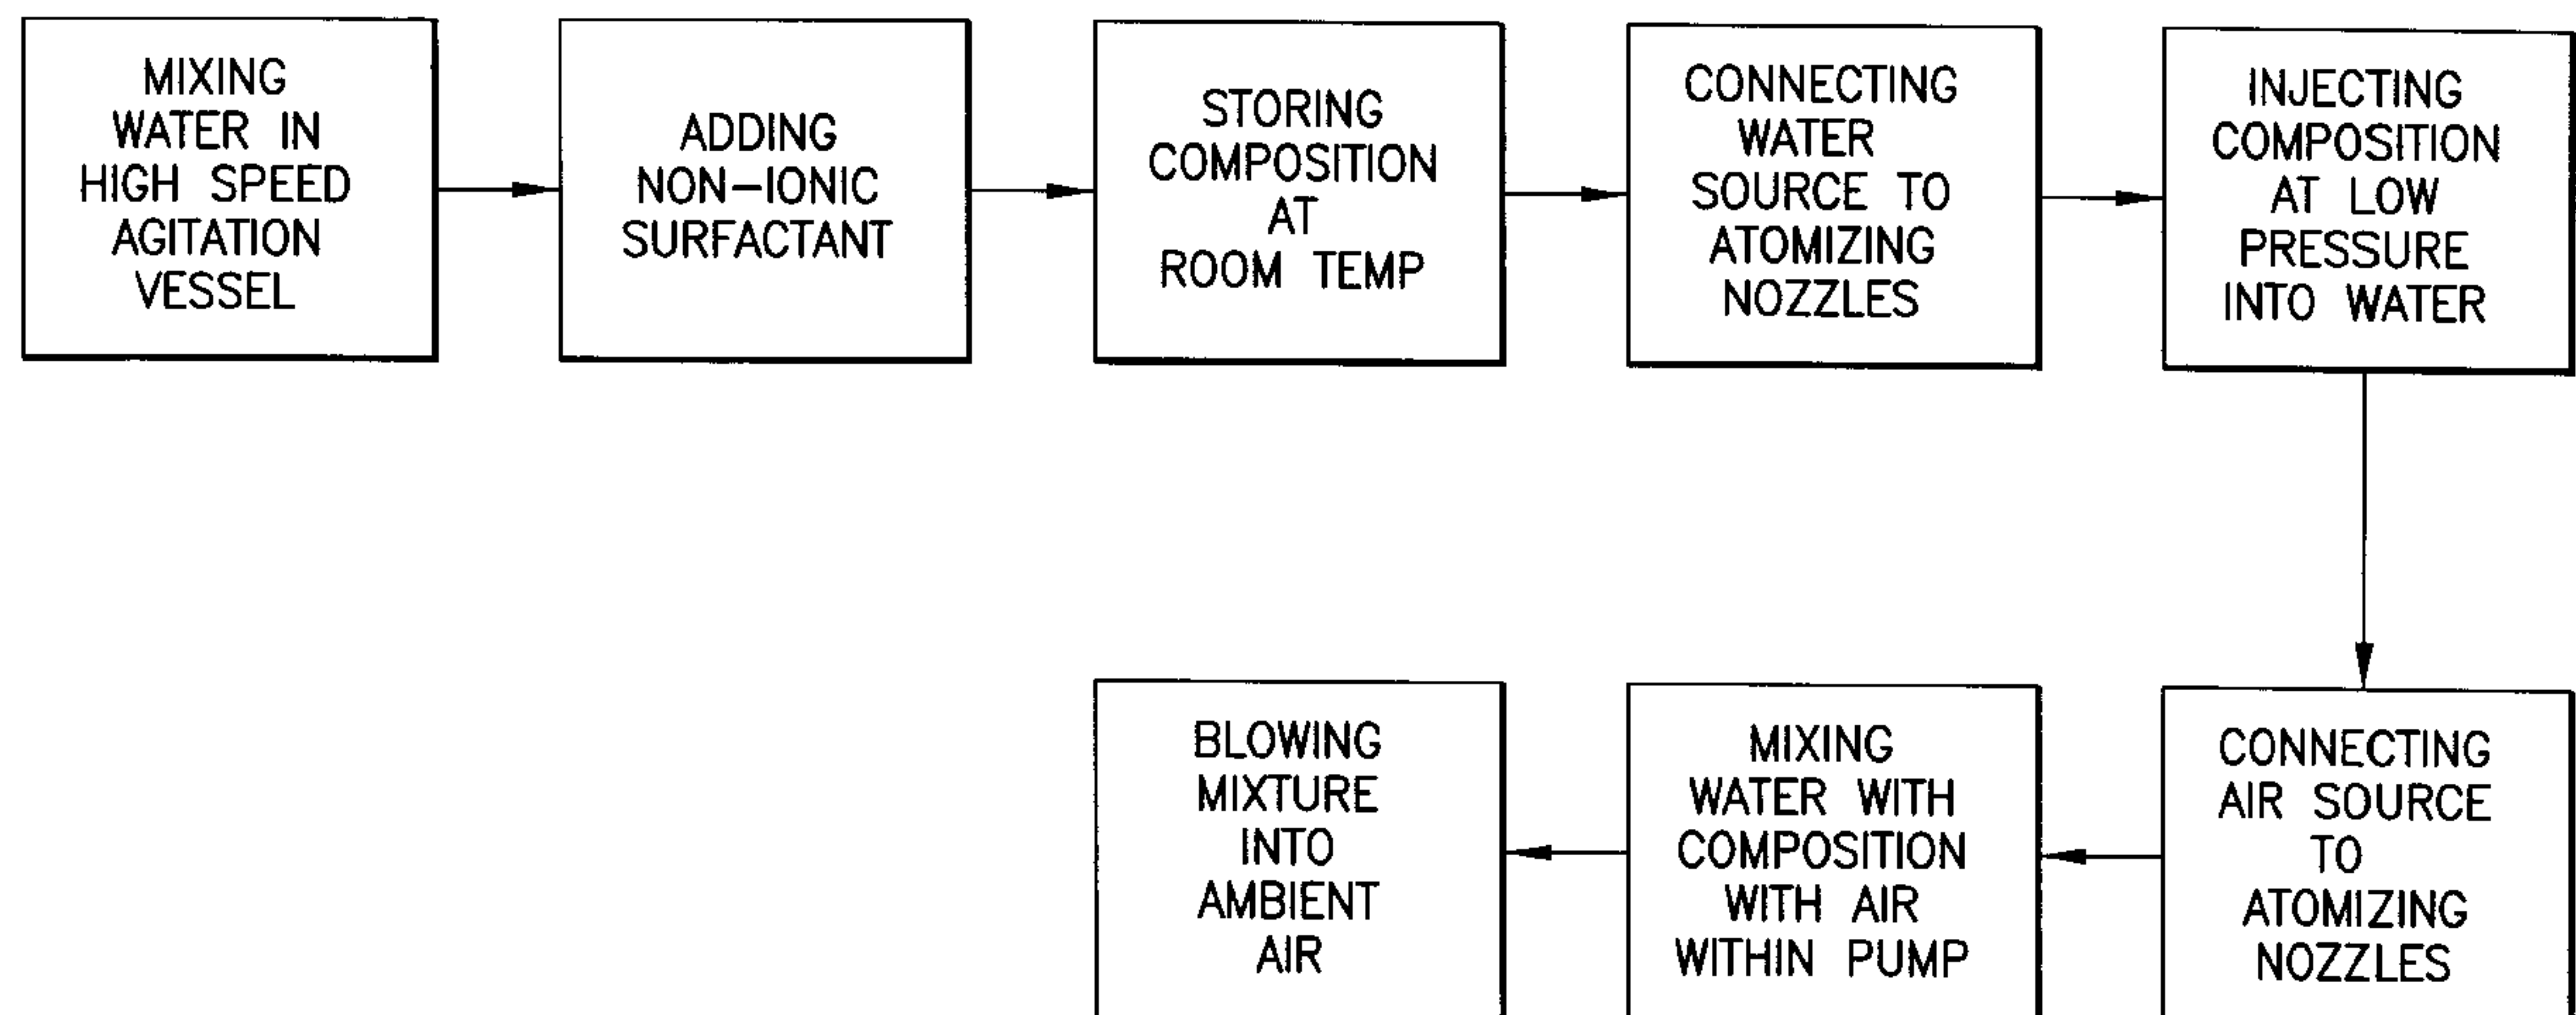 MIXING
WATER IN
HIGH SPEED
AGITATION
VESSEL
ADDING
NON-IONIC
SURFACTANT
STORING
COMPOSITION
AT
ROOM TEMP
CONNECTING
WATER
SOURCE TO
ATOMIZING
NOZZLES
INJECTING
COMPOSITION
AT LOW
PRESSURE
INTO WATER
CONNECTING
AIR SOURCE
TO
ATOMIZING
NOZZLES
MIXING
WATER WITH
COMPOSITION
WITH AIR
WITHIN PUMP
BLOWING
MIXTURE
INTO
AMBIENT
AIR